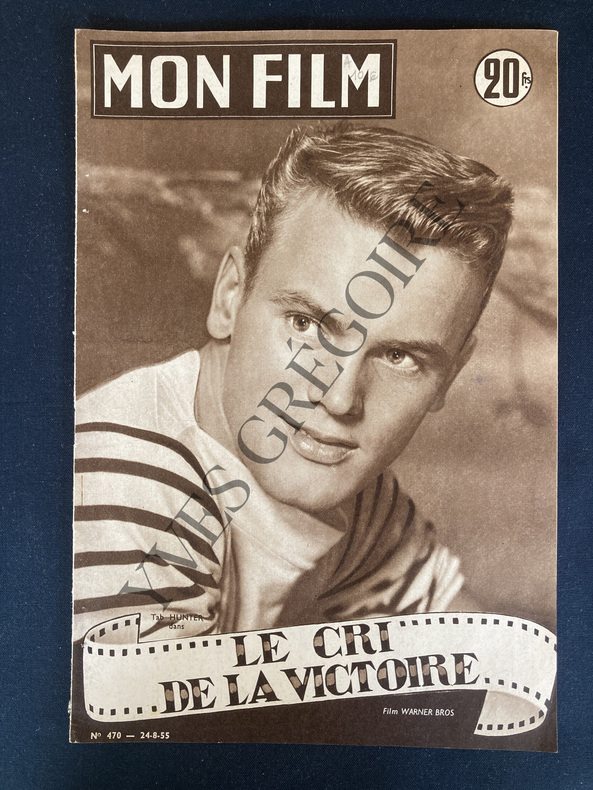 MON FILM
20 frs.
YVES GRÉGOIRE
Tab HUNTER
dans
LE CRI
DE LA VICTOIRE
Film WARNER BROS
Nº 470 — 24-8-55